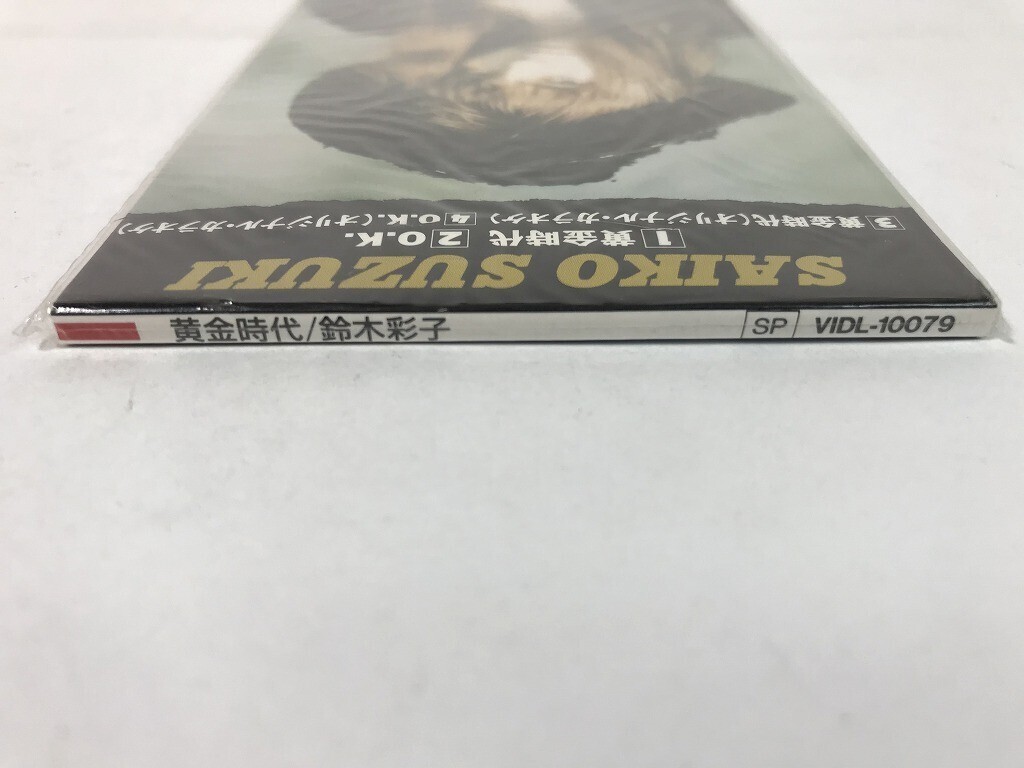 SAIKO SUZUKI
1 黄金時代 2 O.K.
3 黄金時代(オリジナル・カラオケ) 4 O.K.(オリジナル・カラオケ)
黄金時代/鈴木彩子 SP VIDL-10079